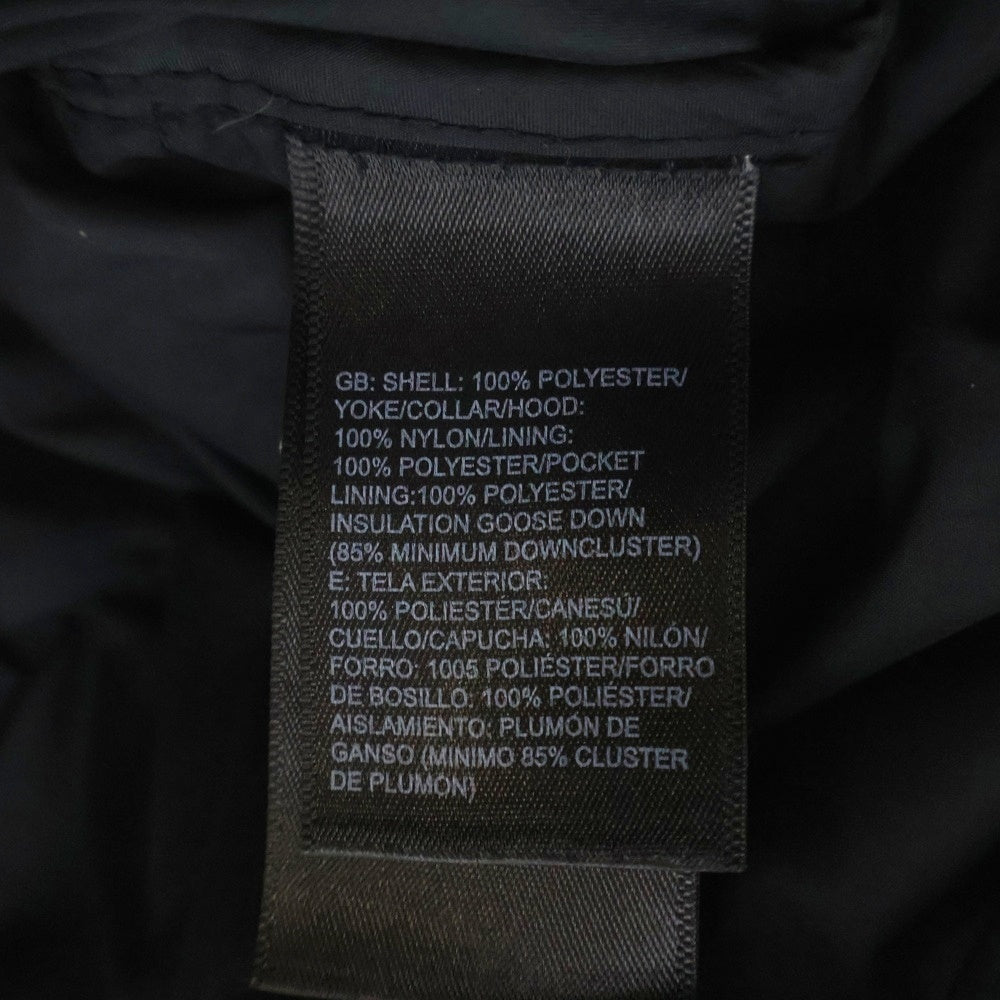 GB: SHELL: 100% POLYESTER/
YOKE/COLLAR/HOOD:
100% NYLON/LINING:
100% POLYESTER/POCKET
LINING:100% POLYESTER/
INSULATION GOOSE DOWN
(85% MINIMUM DOWNCLUSTER)
E: TELA EXTERIOR:
100% POLIESTER/CANESU/
CUELLO/CAPUCHA: 100% NILÓN/
FORRO: 1005 POLIÉSTER/FORRO
DE BOSILLO: 100% POLIÉSTER/
AISLAMIENTO: PLUMÓN DE
GANSO (MINIMO 85% CLUSTER
DE PLUMON)